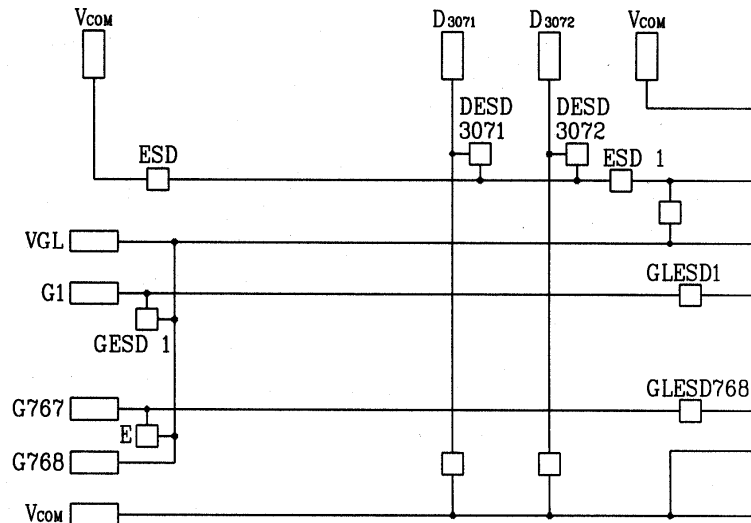 VCOM D3071 D3072 VCOM
DESD 3071
DESD 3072
ESD
ESD 1
VGL
G1
GLESD1
GESD 1
G767
GLESD768
E
G768
VCOM